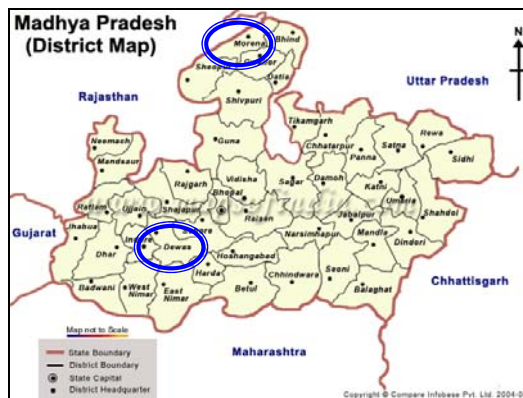 Madhya Pradesh
(District Map)
N
Morena
Bhind
Gwalior
Sheopur
Datia
Uttar Pradesh
Rajasthan
Shivpuri
Tikamgarh
Chhatarpur
Rewa
Satna
Panna
Sidhi
Guna
Neemach
Mandsaur
Rajgarh
Vidisha
Sagar
Damoh
Katni
Umaria
Bhopal
Ratlam
Ujjain
Shajapur
Raisen
Jabalpur
Shahdol
Gujarat
Jhabua
Indore
Sehore
Dewas
Narsimhapur
Mandla
Dindori
Dhar
Hoshangabad
Harda
Seoni
Chhindwara
Chhattisgarh
Badwani
West
Nimar
East
Nimar
Betul
Balaghat
Map not to Scale
State Boundary
District Boundary
State Capital
District Headquarter
Maharashtra
Copyright © Compare Infobase Pvt. Ltd. 2004-0